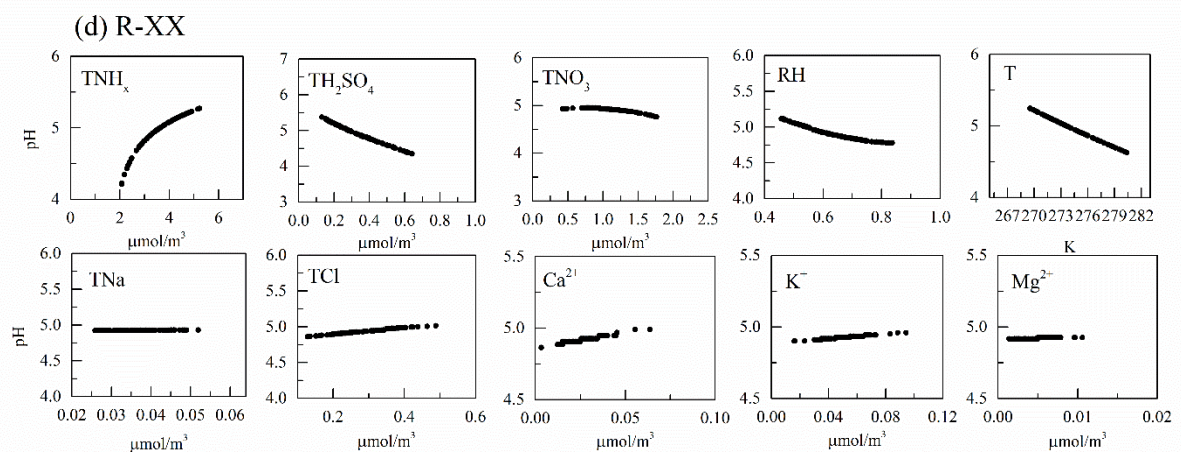 (d) R-XX
6
5
4
pH
TNHₓ
0 2 4 6
μmol/m³
7
6
5
4
3
TH₂SO₄
0.0 0.2 0.4 0.6 0.8 1.0
μmol/m³
6
5
4
3
TNO₃
0.0 0.5 1.0 1.5 2.0 2.5
μmol/m³
6.0
5.5
5.0
4.5
4.0
RH
0.4 0.6 0.8 1.0
6
5
4
T
267 270 273 276 279 282
K
6.0
5.5
5.0
4.5
4.0
pH
TNa
0.02 0.03 0.04 0.05 0.06
μmol/m³
6.0
5.5
5.0
4.5
4.0
TCl
0.2 0.4 0.6
μmol/m³
5.5
5.0
4.5
Ca²⁺
0.00 0.05 0.10
μmol/m³
5.5
5.0
4.5
K⁺
0.00 0.03 0.06 0.09 0.12
μmol/m³
5.5
5.0
4.5
Mg²⁺
0.00 0.01 0.02
μmol/m³